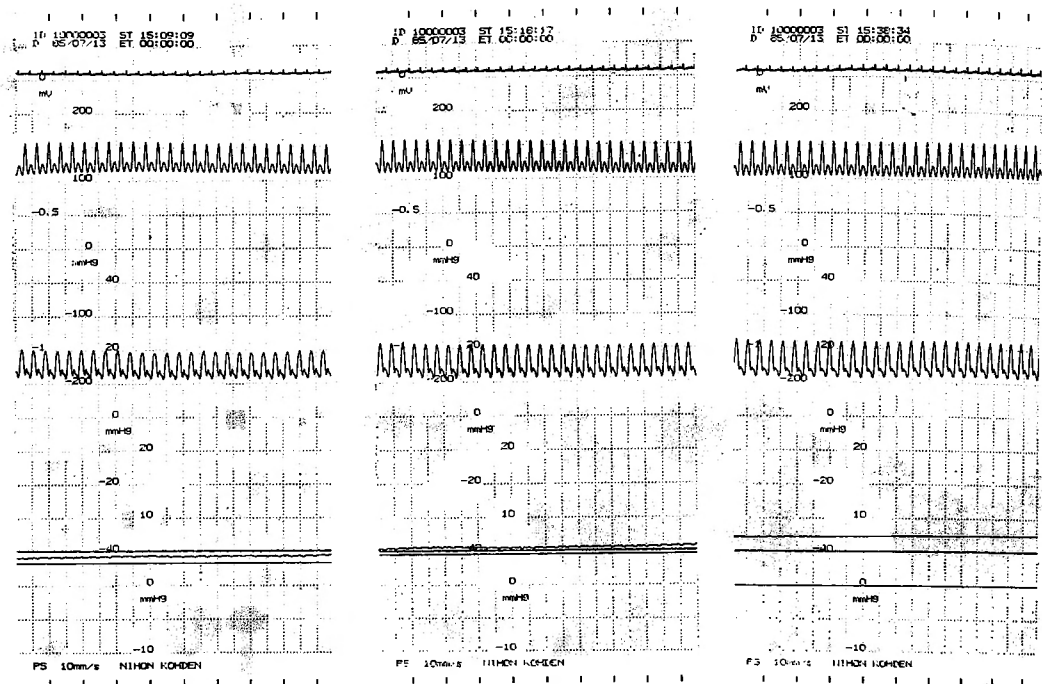 ID 10000003 ST 15:09:09
D 05/07/13 ET 00:00:00
0
mV
200
100
-0.5
0
mmHg
40
-100
-1 20
-200
0
mmHg
20
-20
10
-40
0
mmHg
-10
PS 10mm/s NIHON KOHDEN
ID 10000003 ST 15:16:17
D 05/07/13 ET 00:00:00
0
mV
200
100
-0.5
0
mmHg
40
-100
20
-200
0
mmHg
20
-20
10
-40
0
mmHg
-10
PS 10mm/s NIHON KOHDEN
ID 10000003 ST 15:38:34
D 05/07/13 ET 00:00:00
0
mV
200
100
-0.5
0
mmHg
40
-100
-1 20
-200
0
mmHg
20
-20
10
-40
0
mmHg
-10
PS 10mm/s NIHON KOHDEN